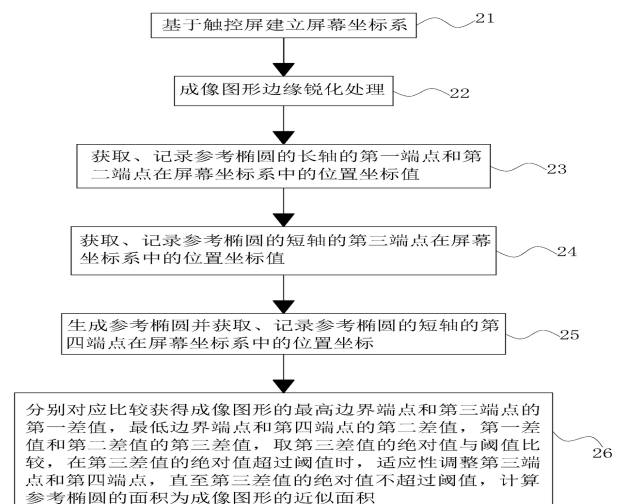 基于触控屏建立屏幕坐标系
21
成像图形边缘锐化处理
22
获取、记录参考椭圆的长轴的第一端点和第
二端点在屏幕坐标系中的位置坐标值
23
获取、记录参考椭圆的短轴的第三端点在屏幕
坐标系中的位置坐标值
24
生成参考椭圆并获取、记录参考椭圆的短轴的第
四端点在屏幕坐标系中的位置坐标
25
分别对应比较获得成像图形的最高边界端点和第三端点的
第一差值，最低边界端点和第四端点的第二差值，第一差
值和第二差值的第三差值，取第三差值的绝对值与阈值比
较，在第三差值的绝对值超过阈值时，适应性调整第三端
点和第四端点，直至第三差值的绝对值不超过阈值，计算
参考椭圆的面积为成像图形的近似面积
26